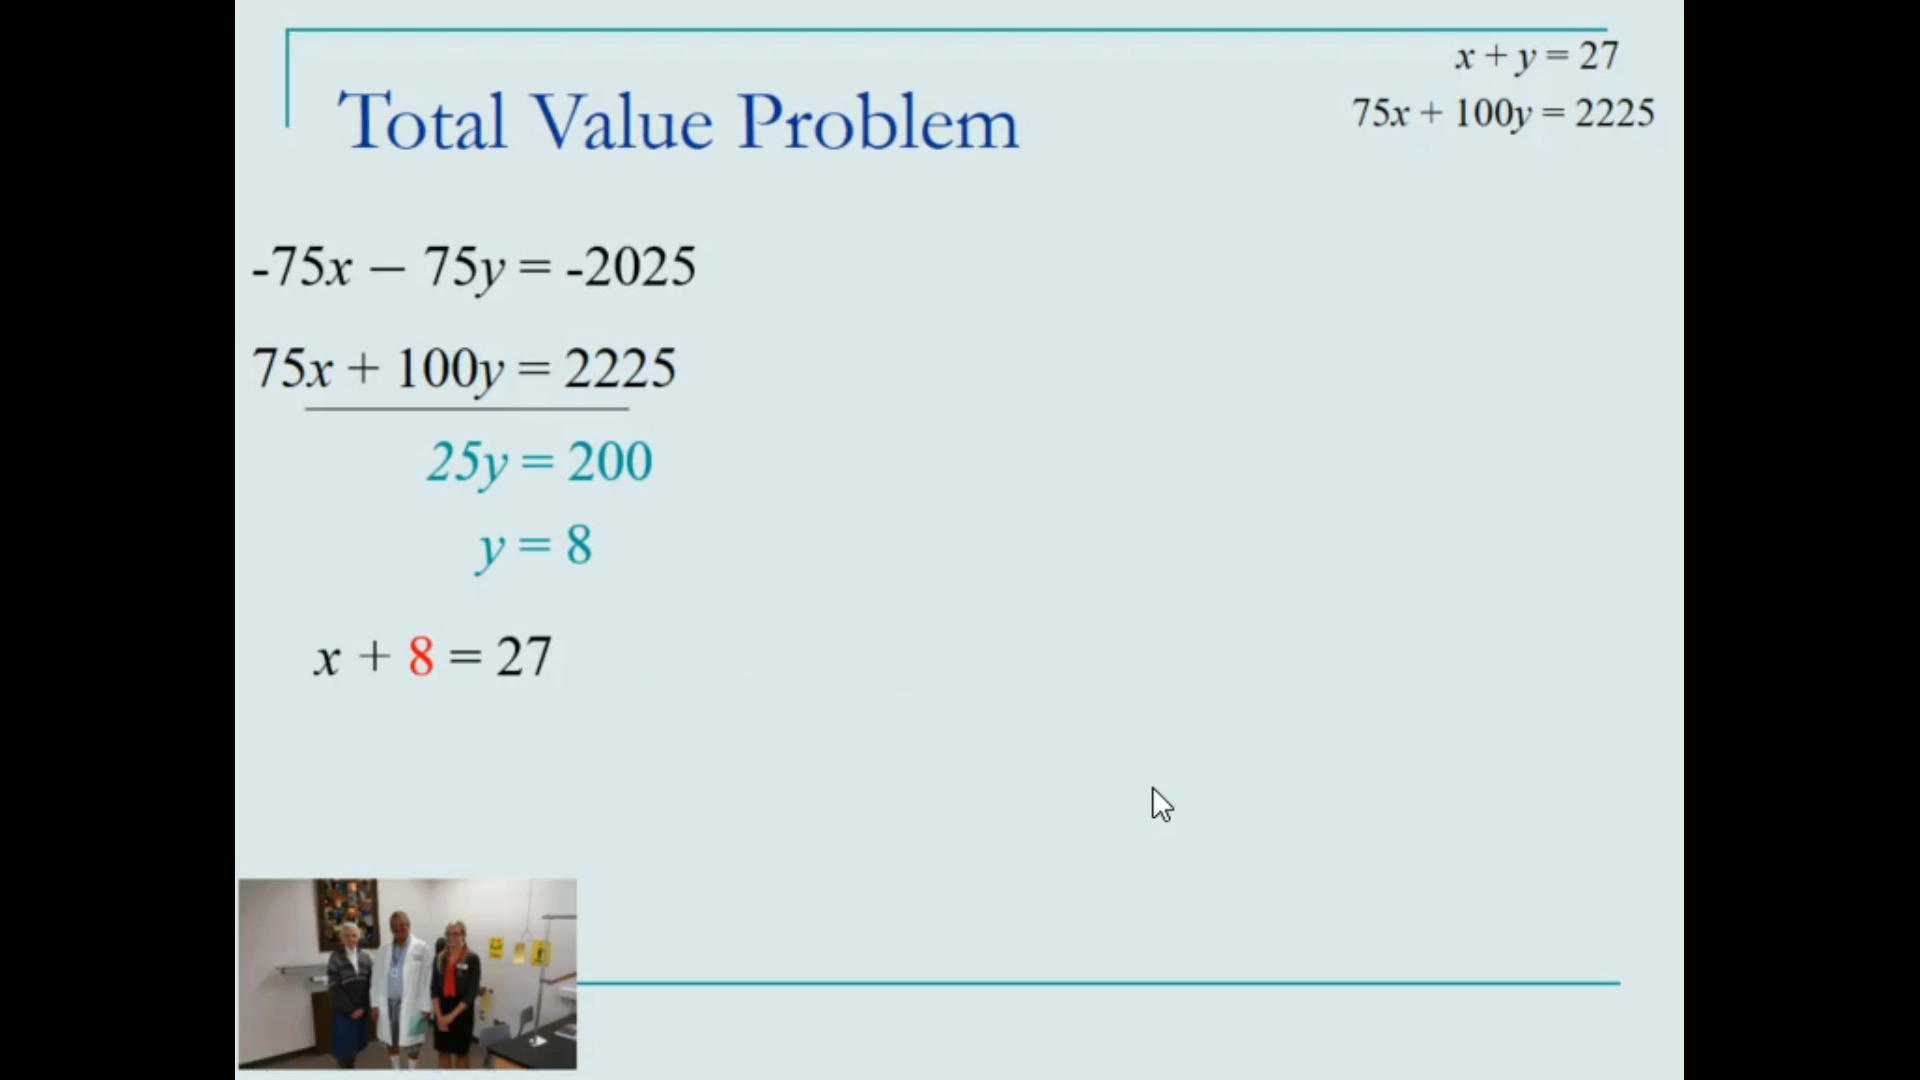 x + y = 27
75x + 100y = 2225
Total Value Problem
-75x − 75y = -2025
75x + 100y = 2225
25y = 200
y = 8
x + 8 = 27